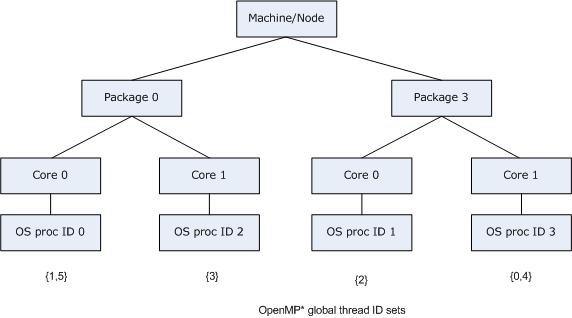 Machine/Node
Package 0
Package 3
Core 0
Core 1
Core 0
Core 1
OS proc ID 0
OS proc ID 2
OS proc ID 1
OS proc ID 3
{1,5}
{3}
{2}
{0,4}
OpenMP* global thread ID sets